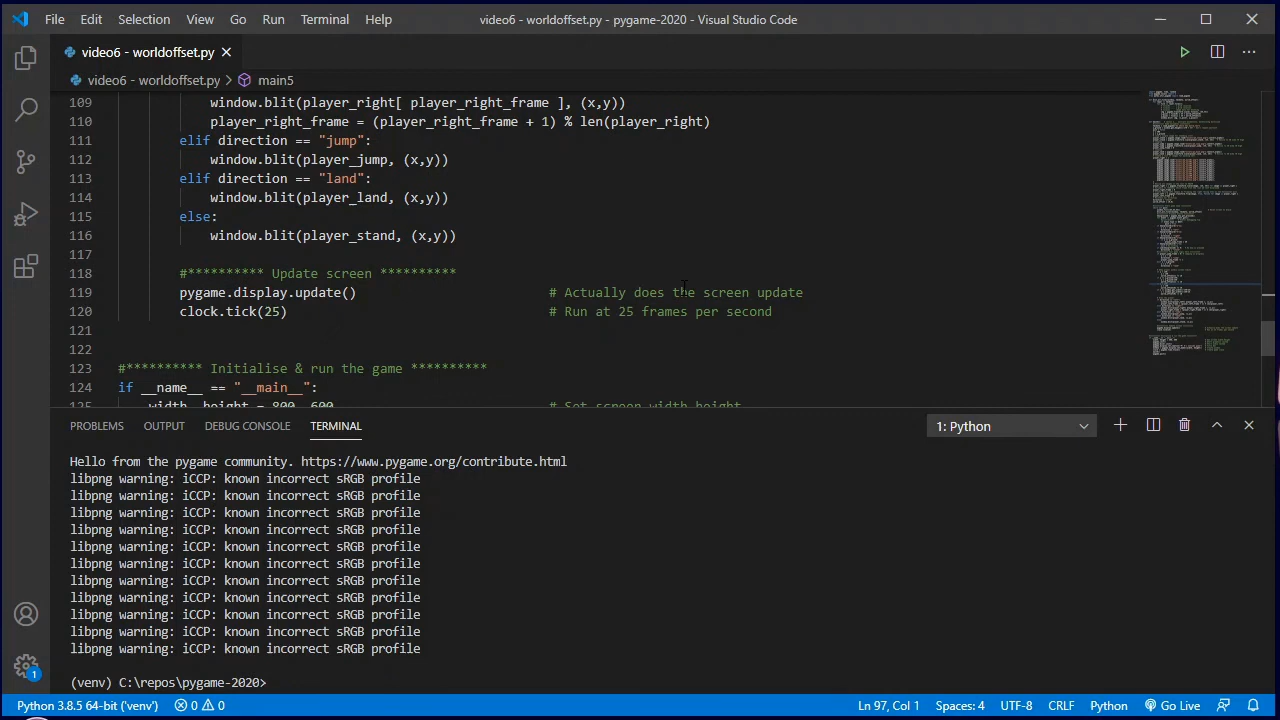 File Edit Selection View Go Run Terminal Help video6 - worldoffset.py - pygame-2020 - Visual Studio Code
video6 - worldoffset.py
video6 - worldoffset.py > main5
109 window.blit(player_right[ player_right_frame ], (x,y))
110 player_right_frame = (player_right_frame + 1) % len(player_right)
111 elif direction == "jump":
112 window.blit(player_jump, (x,y))
113 elif direction == "land":
114 window.blit(player_land, (x,y))
115 else:
116 window.blit(player_stand, (x,y))
117
118 #********** Update screen **********
119 pygame.display.update() # Actually does the screen update
120 clock.tick(25) # Run at 25 frames per second
121
122
123 #********** Initialise & run the game **********
124 if __name__ == "__main__":
125 width, height = 800, 600 # Set screen width,height
PROBLEMS OUTPUT DEBUG CONSOLE TERMINAL 1: Python
Hello from the pygame community. https://www.pygame.org/contribute.html
libpng warning: iCCP: known incorrect sRGB profile
libpng warning: iCCP: known incorrect sRGB profile
libpng warning: iCCP: known incorrect sRGB profile
libpng warning: iCCP: known incorrect sRGB profile
libpng warning: iCCP: known incorrect sRGB profile
libpng warning: iCCP: known incorrect sRGB profile
libpng warning: iCCP: known incorrect sRGB profile
libpng warning: iCCP: known incorrect sRGB profile
libpng warning: iCCP: known incorrect sRGB profile
libpng warning: iCCP: known incorrect sRGB profile
libpng warning: iCCP: known incorrect sRGB profile
(venv) C:\repos\pygame-2020>
1
Python 3.8.5 64-bit ('venv') 0 0 Ln 97, Col 1 Spaces: 4 UTF-8 CRLF Python Go Live